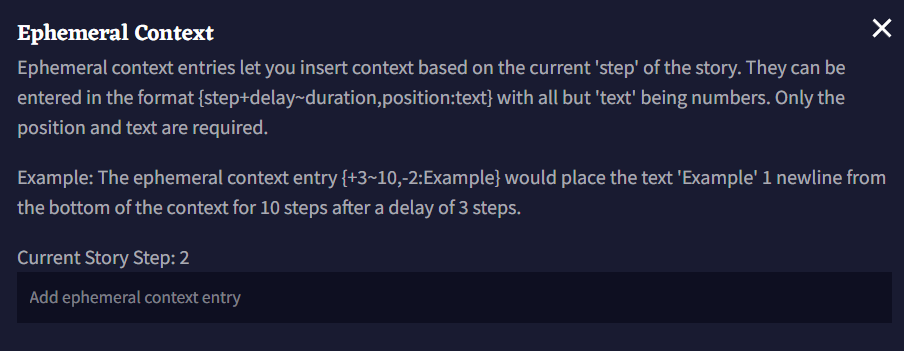 Ephemeral Context
Ephemeral context entries let you insert context based on the current 'step' of the story. They can be
entered in the format {step+delay~duration,position:text} with all but 'text' being numbers. Only the
position and text are required.
Example: The ephemeral context entry {+3~10,-2:Example} would place the text 'Example' 1 newline from
the bottom of the context for 10 steps after a delay of 3 steps.
Current Story Step: 2
Add ephemeral context entry